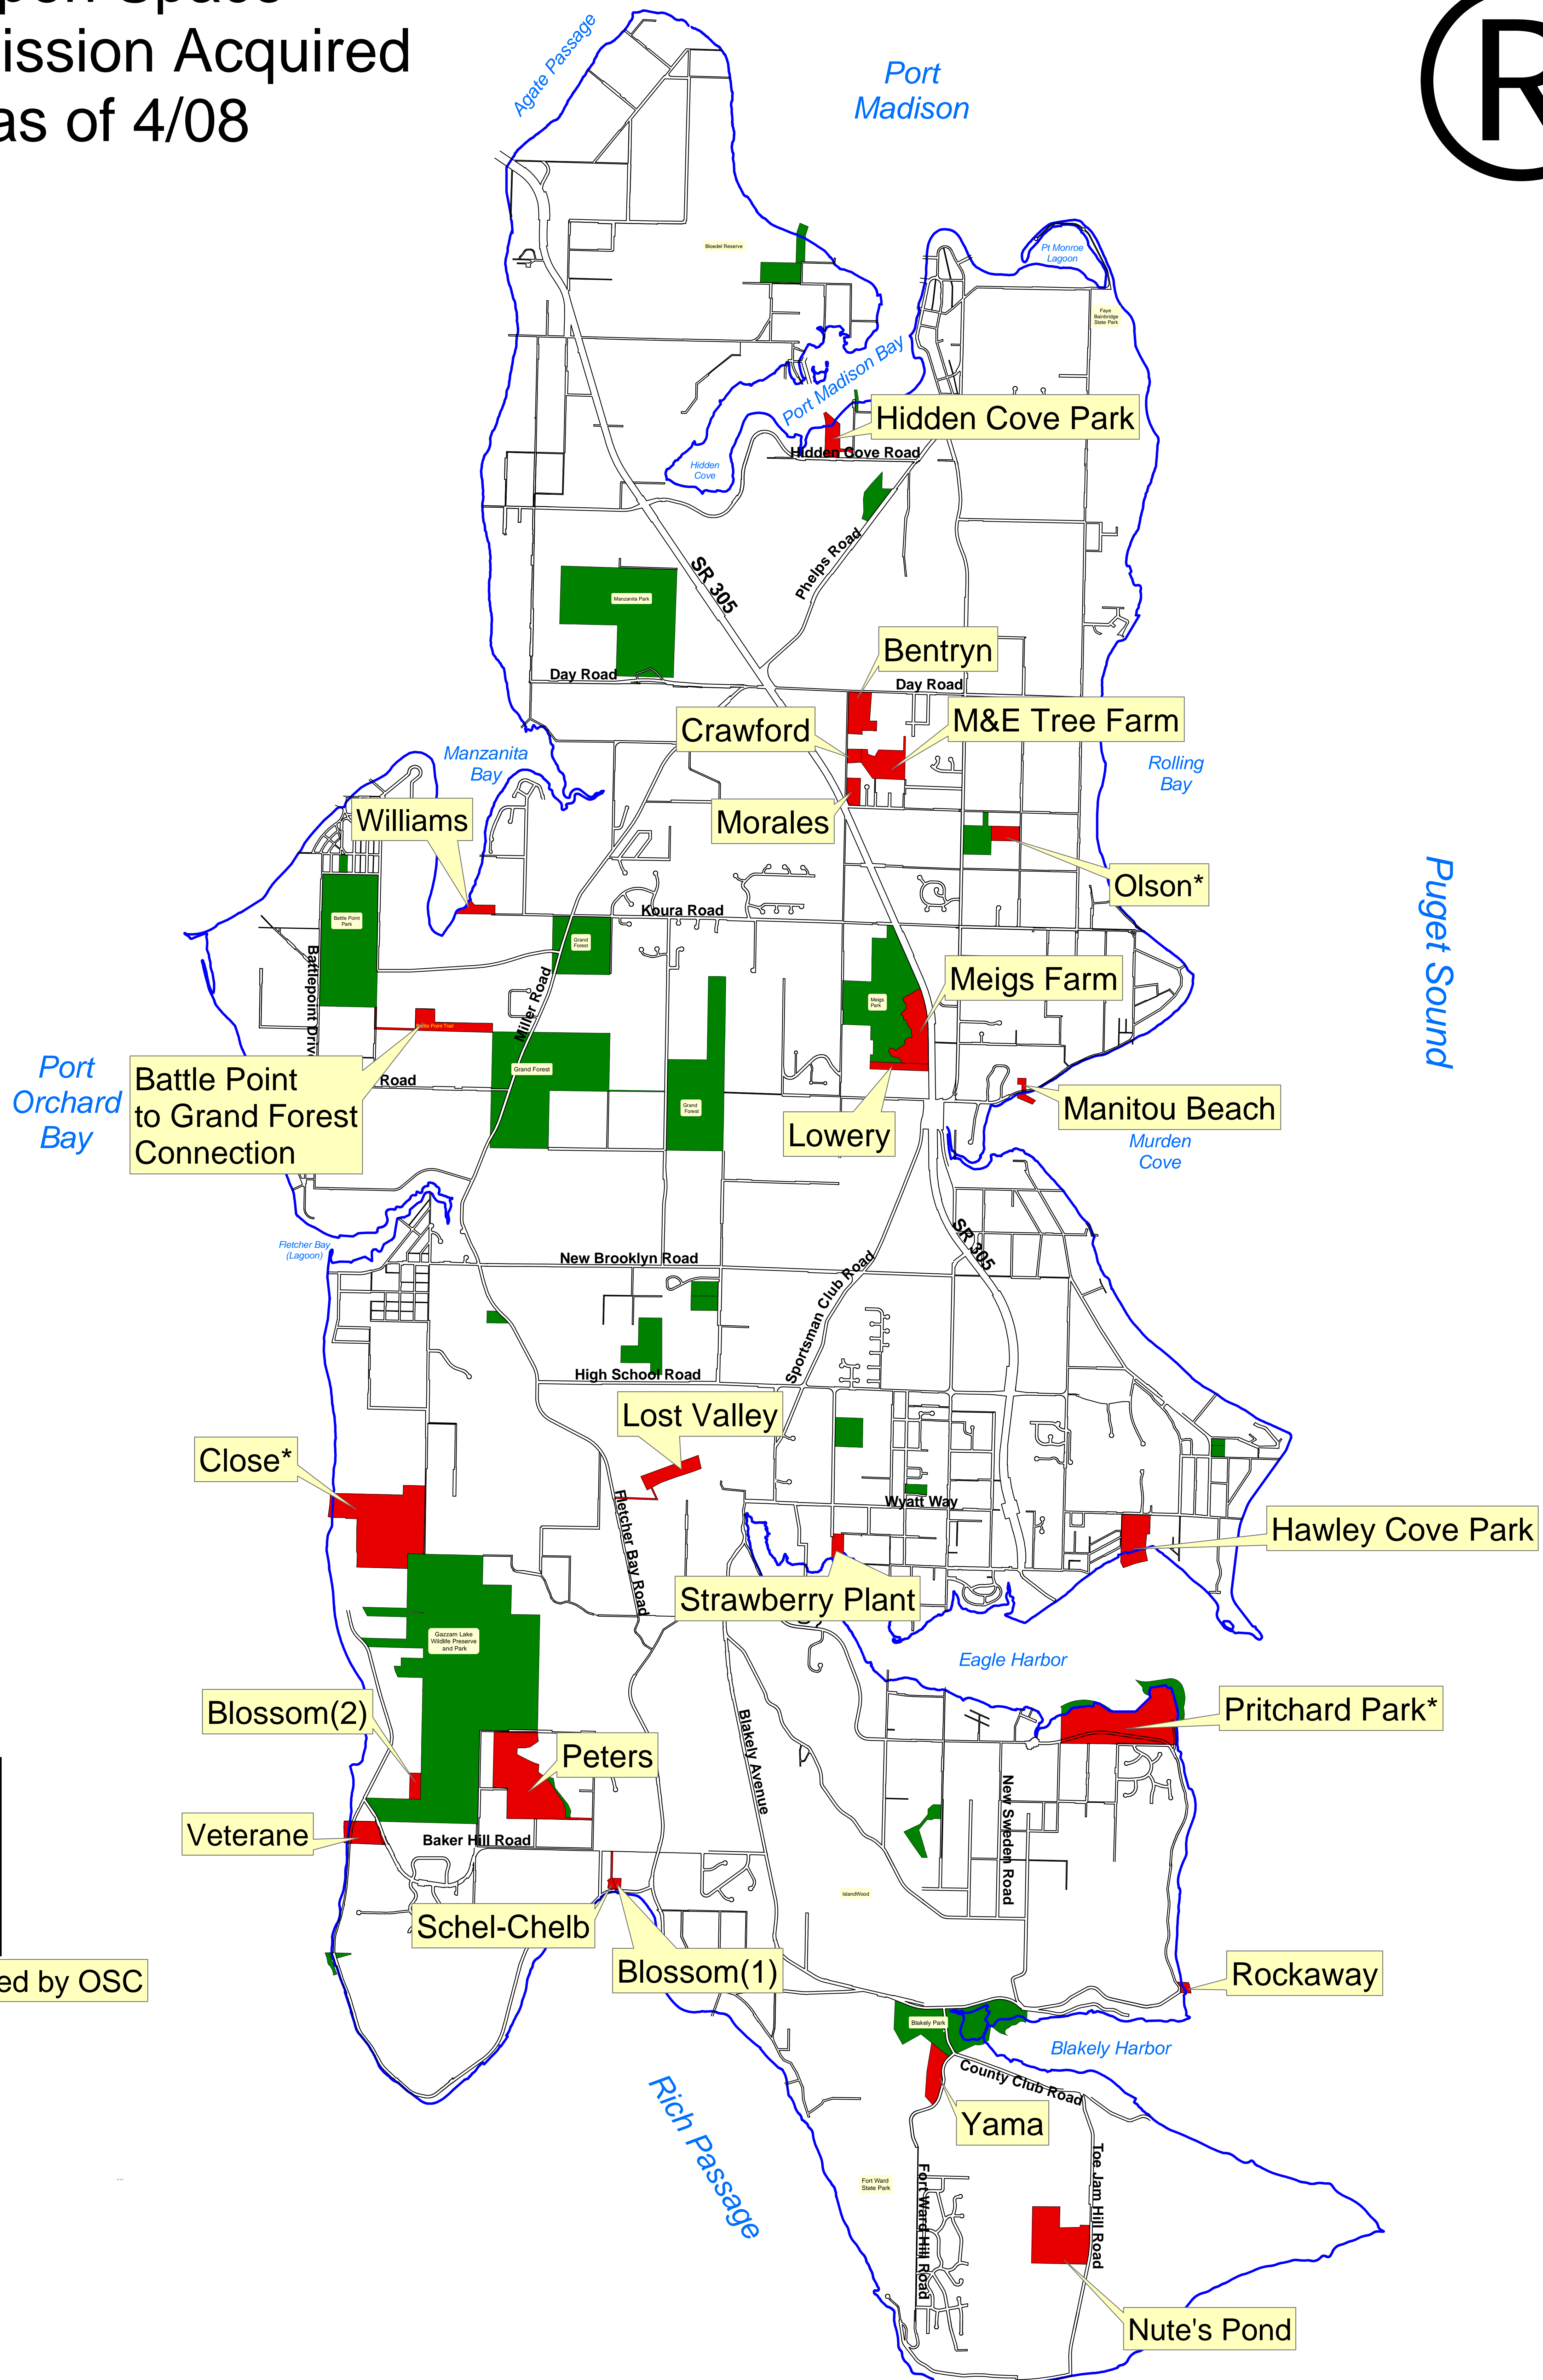 pen Space
ission Acquired
as of 4/08
R
Agate Passage
Port
Madison
Bloedel Reserve
Pt Monroe
Lagoon
Faye
Bainbridge
State Park
Port Madison Bay
Hidden Cove Park
Hidden Cove Road
Hidden
Cove
Phelps Road
SR 305
Manzanita Park
Bentryn
Day Road
Day Road
M&E Tree Farm
Crawford
Manzanita
Bay
Rolling
Bay
Williams
Morales
Olson*
Puget Sound
Koura Road
Battle Point
Park
Grand
Forest
Battlepoint Drive
Miller Road
Meigs Farm
Meigs
Park
Battle Point Trail
Port
Orchard
Bay
Battle Point
to Grand Forest
Connection
Road
Grand Forest
Grand
Forest
Lowery
Manitou Beach
Murden
Cove
Fletcher Bay
(Lagoon)
New Brooklyn Road
SR 305
Sportsman Club Road
High School Road
Lost Valley
Close*
Fletcher Bay Road
Wyatt Way
Hawley Cove Park
Strawberry Plant
Gazzam Lake
Wildlife Preserve
and Park
Eagle Harbor
Blossom(2)
Pritchard Park*
Peters
Blakely Avenue
New Sweden Road
Veterane
Baker Hill Road
IslandWood
Schel-Chelb
Blossom(1)
ed by OSC
Rockaway
Blakely Park
Blakely Harbor
County Club Road
Rich Passage
Yama
Fort Ward
State Park
Fort Ward Hill Road
Toe Jam Hill Road
Nute's Pond